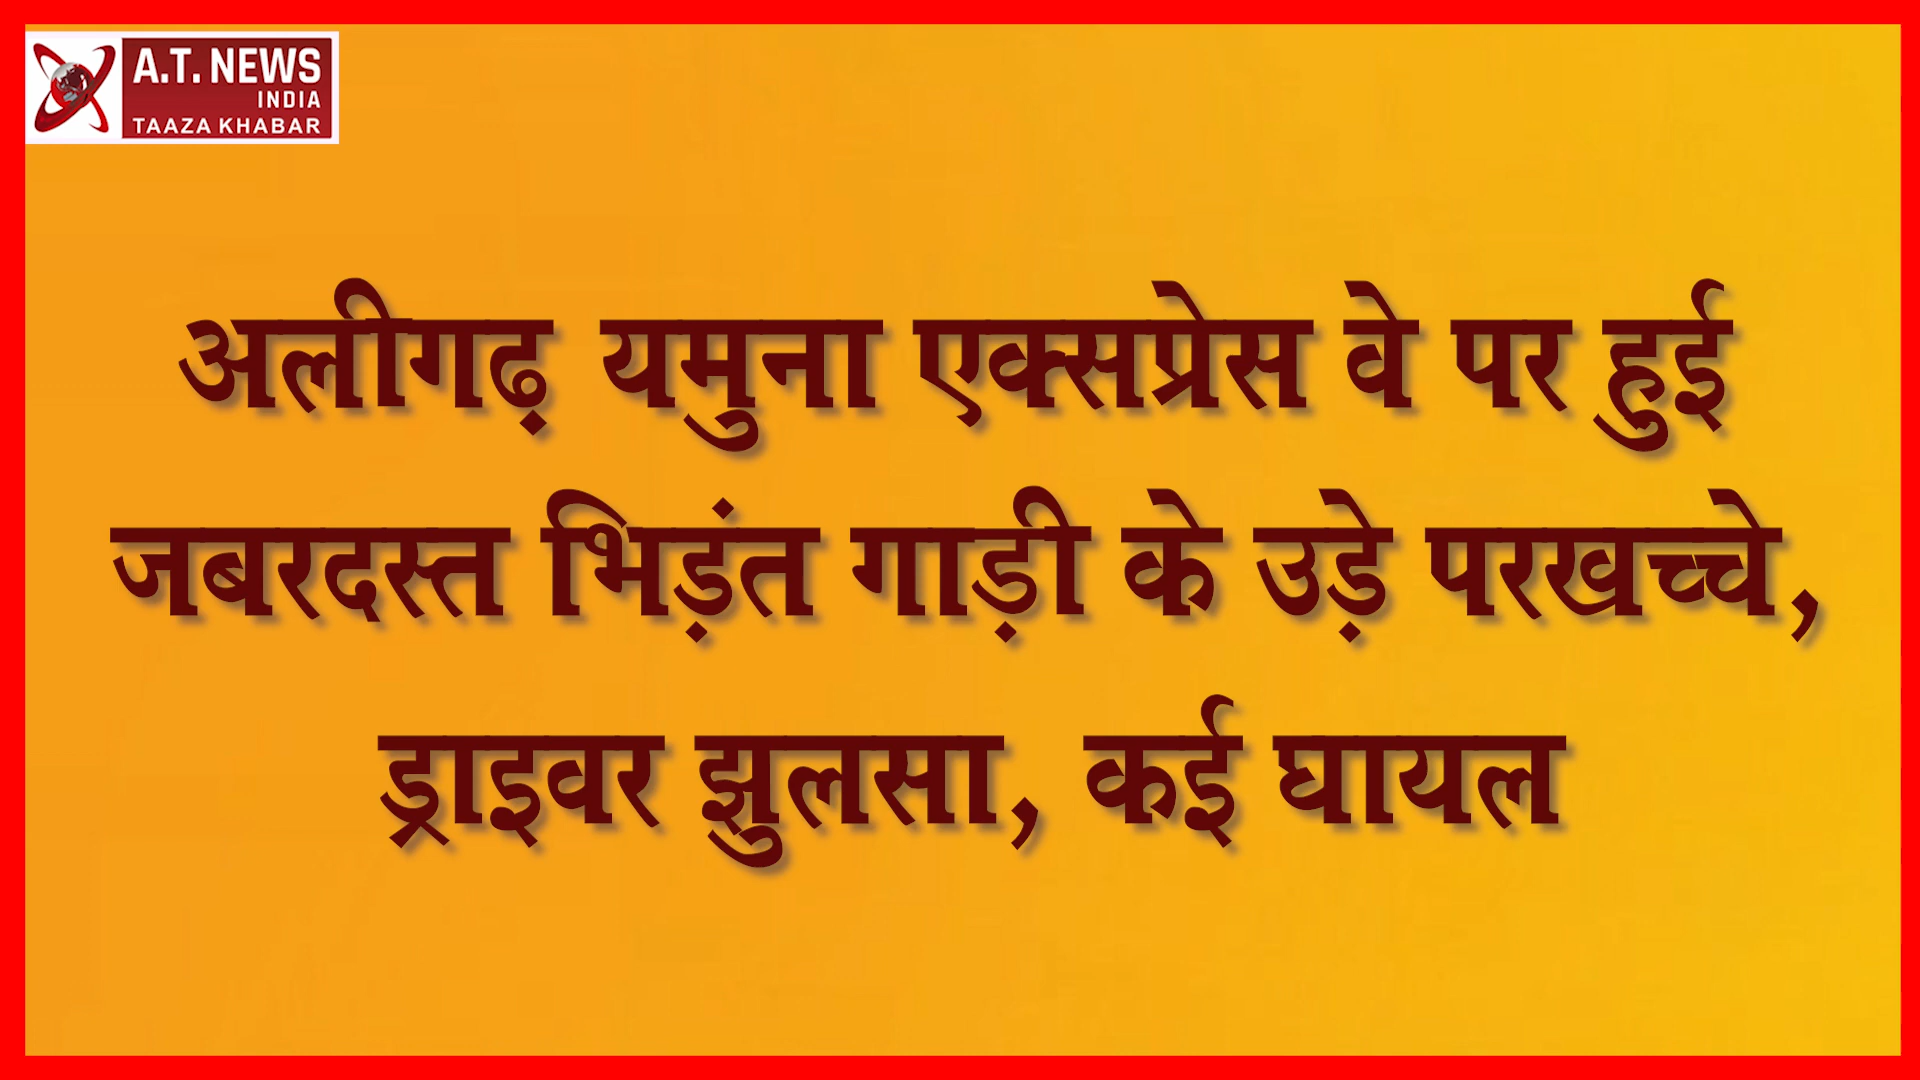 A.T. NEWS
INDIA
TAAZA KHABAR
अलीगढ़ यमुना एक्सप्रेस वे पर हुई
जबरदस्त भिड़ंत गाड़ी के उड़े परखच्चे,
ड्राइवर झुलसा, कई घायल